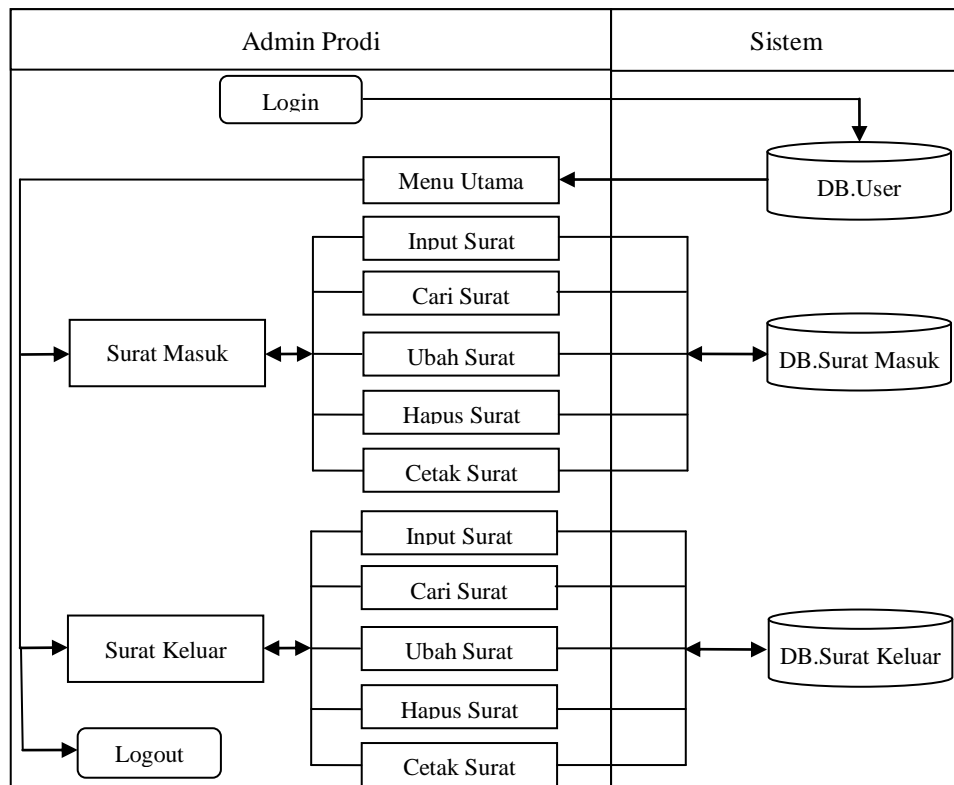 Admin Prodi
Sistem
Login
Menu Utama
DB.User
Input Surat
Cari Surat
Surat Masuk
Ubah Surat
DB.Surat Masuk
Hapus Surat
Cetak Surat
Input Surat
Cari Surat
Surat Keluar
Ubah Surat
DB.Surat Keluar
Hapus Surat
Logout
Cetak Surat